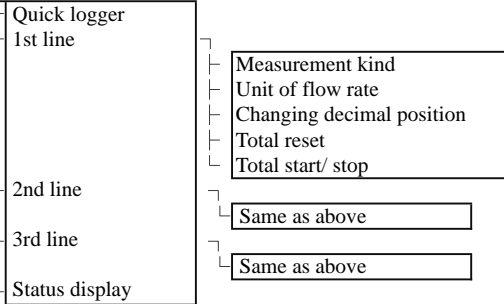 Quick logger
1st line
Measurement kind
Unit of flow rate
Changing decimal position
Total reset
Total start/ stop
2nd line
Same as above
3rd line
Same as above
Status display